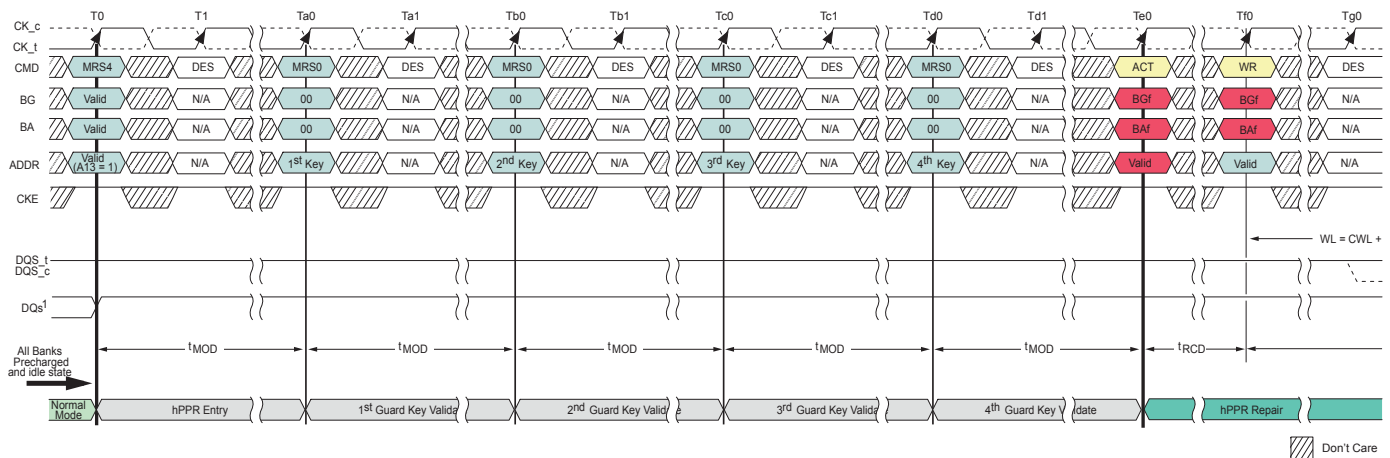 T0 T1 Ta0 Ta1 Tb0 Tb1 Tc0 Tc1 Td0 Td1 Te0 Tf0 Tg0
CK_c
CK_t
CMD MRS4 DES MRS0 DES MRS0 DES MRS0 DES MRS0 DES ACT WR DES
BG Valid N/A 00 N/A 00 N/A 00 N/A 00 N/A BGf BGf N/A
BA Valid N/A 00 N/A 00 N/A 00 N/A 00 N/A BAf BAf N/A
ADDR Valid (A13 = 1) N/A 1st Key N/A 2nd Key N/A 3rd Key N/A 4th Key N/A Valid Valid N/A
CKE
WL = CWL +
DQS_t
DQS_c
DQs1
tMOD tMOD tMOD tMOD tMOD tRCD
All Banks
Precharged
and idle state
Normal Mode hPPR Entry 1st Guard Key Valida 2nd Guard Key Valid e 3rd Guard Key Valida 4th Guard Key V idate hPPR Repair
Don't Care